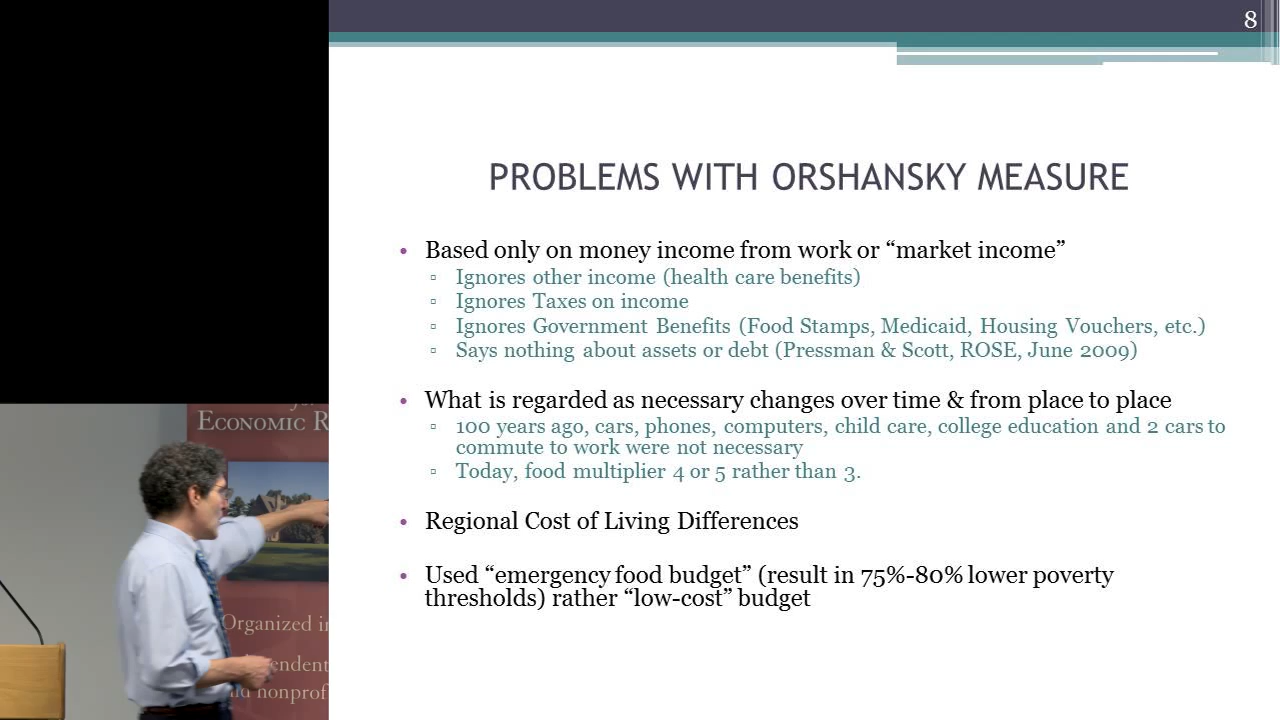 8
PROBLEMS WITH ORSHANSKY MEASURE
• Based only on money income from work or “market income”
▫ Ignores other income (health care benefits)
▫ Ignores Taxes on income
▫ Ignores Government Benefits (Food Stamps, Medicaid, Housing Vouchers, etc.)
▫ Says nothing about assets or debt (Pressman & Scott, ROSE, June 2009)
• What is regarded as necessary changes over time & from place to place
▫ 100 years ago, cars, phones, computers, child care, college education and 2 cars to
commute to work were not necessary
▫ Today, food multiplier 4 or 5 rather than 3.
• Regional Cost of Living Differences
• Used “emergency food budget” (result in 75%-80% lower poverty
thresholds) rather “low-cost” budget
ECONOMIC R
Organized in